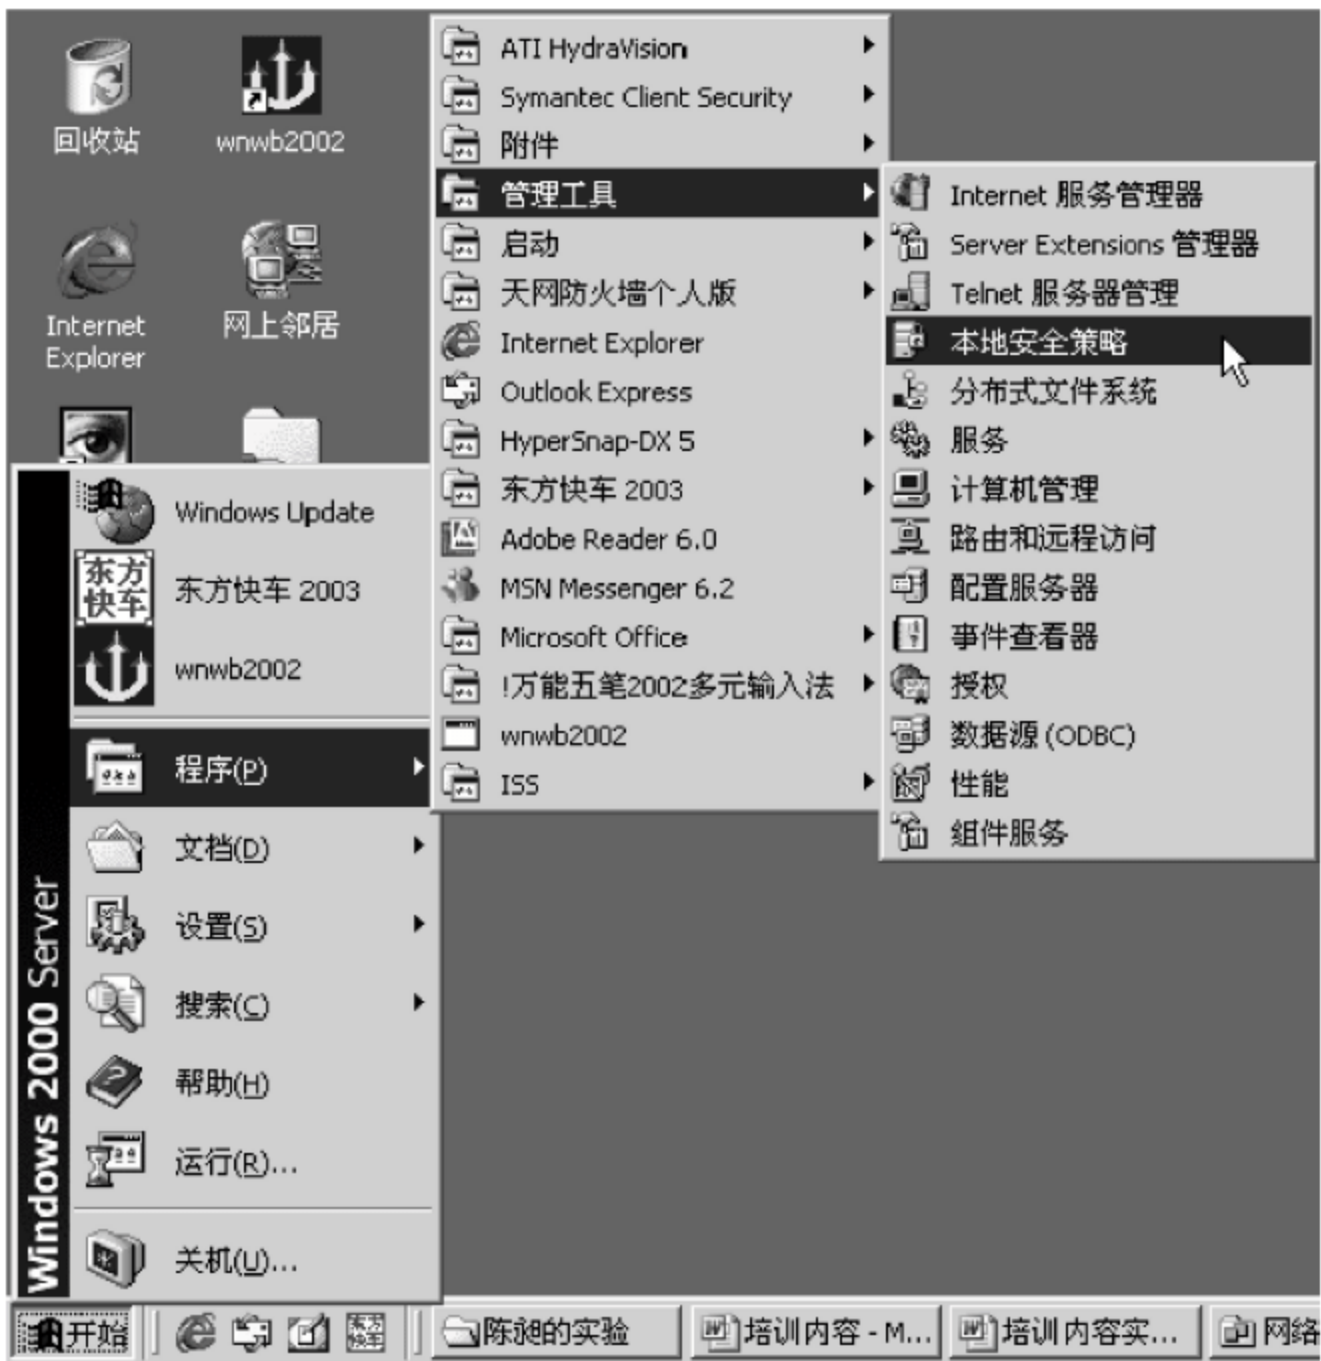 回收站
wnwb2002
Internet
Explorer
网上邻居
ATI HydraVision
Symantec Client Security
附件
管理工具
启动
天网防火墙个人版
Internet Explorer
Outlook Express
HyperSnap-DX 5
东方快车 2003
Adobe Reader 6.0
MSN Messenger 6.2
Microsoft Office
!万能五笔2002多元输入法
wnwb2002
ISS
Internet 服务管理器
Server Extensions 管理器
Telnet 服务器管理
本地安全策略
分布式文件系统
服务
计算机管理
路由和远程访问
配置服务器
事件查看器
授权
数据源 (ODBC)
性能
组件服务
Windows Update
东方
快车
东方快车 2003
wnwb2002
程序(P)
文档(D)
设置(S)
搜索(C)
帮助(H)
运行(R)...
关机(U)...
Windows 2000 Server
开始
东方
快车
陈昶的实验
培训内容 - M...
培训内容实...
网络